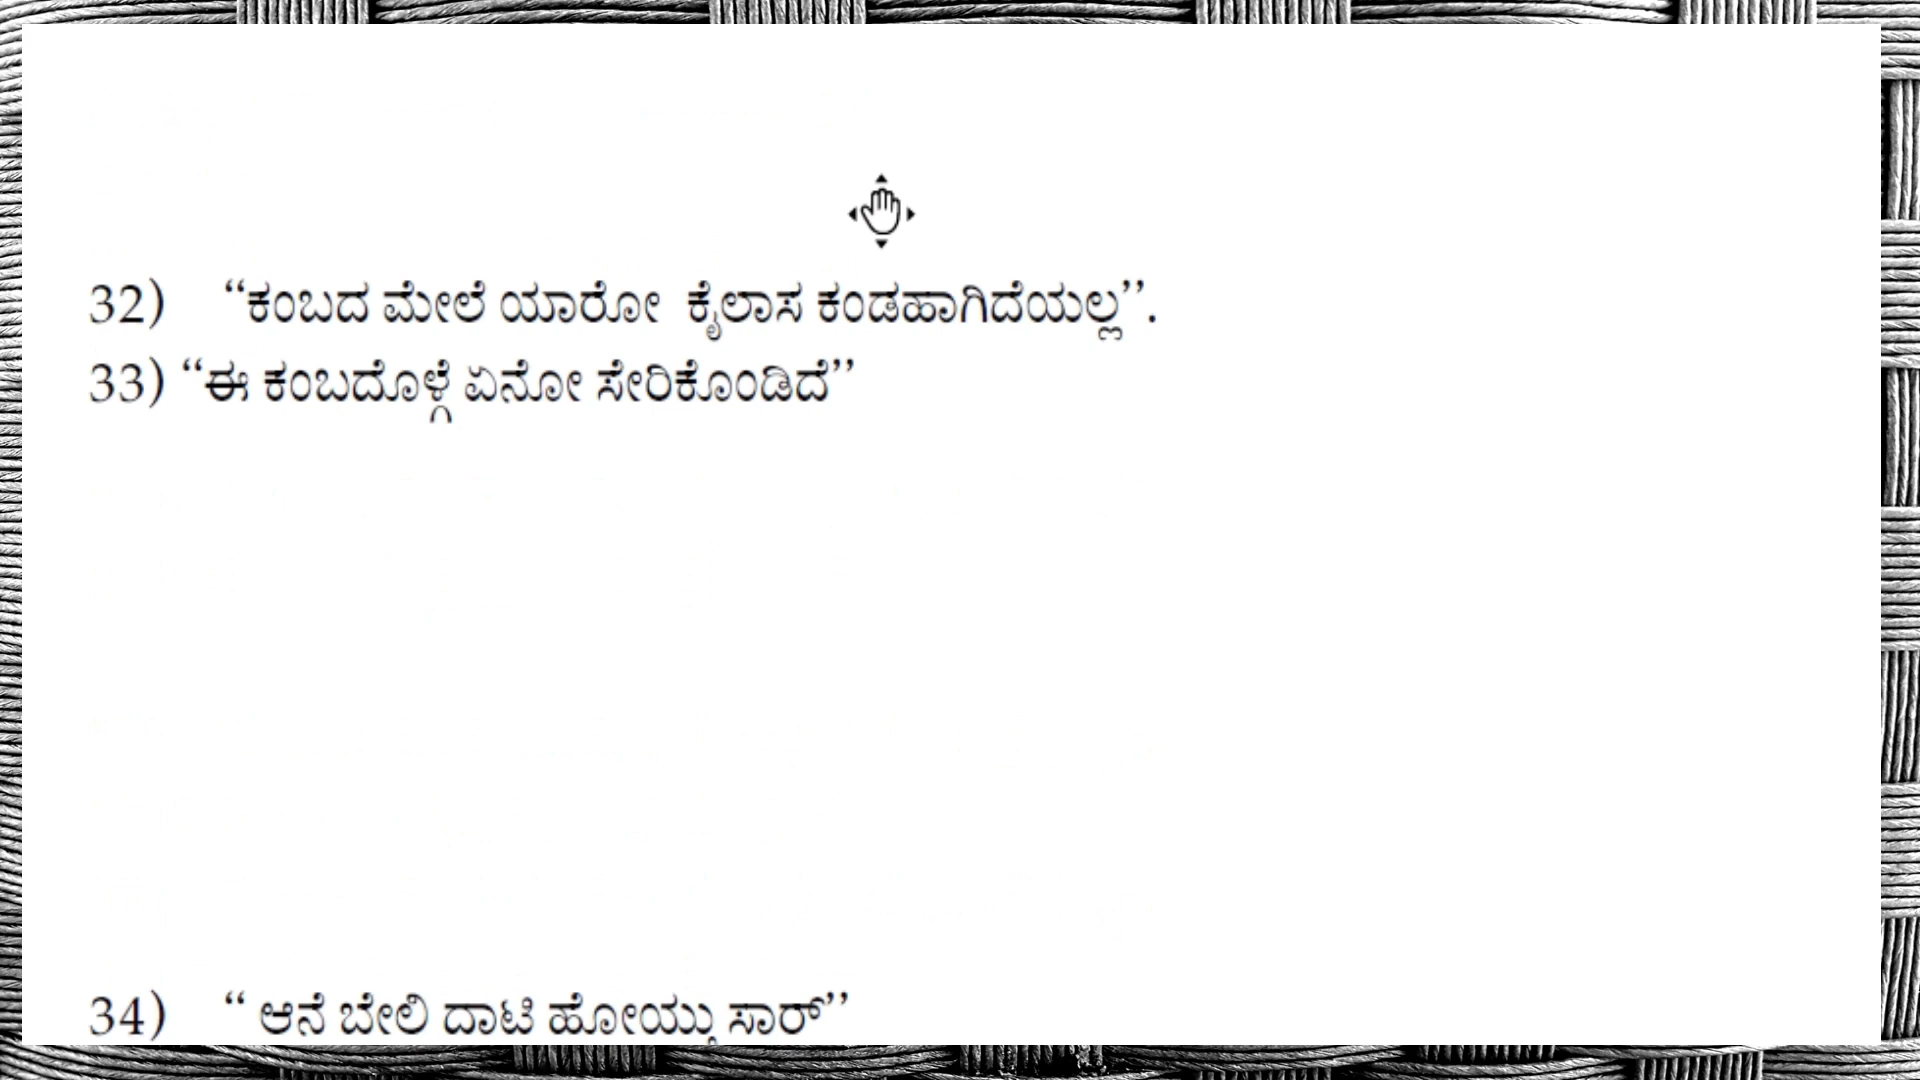 32) “ಕಂಬದ ಮೇಲೆ ಯಾರೋ ಕೈಲಾಸ ಕಂಡಹಾಗಿದೆಯಲ್ಲ”.
33) “ಈ ಕಂಬದೊಳ್ಗೆ ಏನೋ ಸೇರಿಕೊಂಡಿದೆ”
34) “ ಆನೆ ಬೇಲಿ ದಾಟಿ ಹೋಯ್ತು ಸಾರ್”